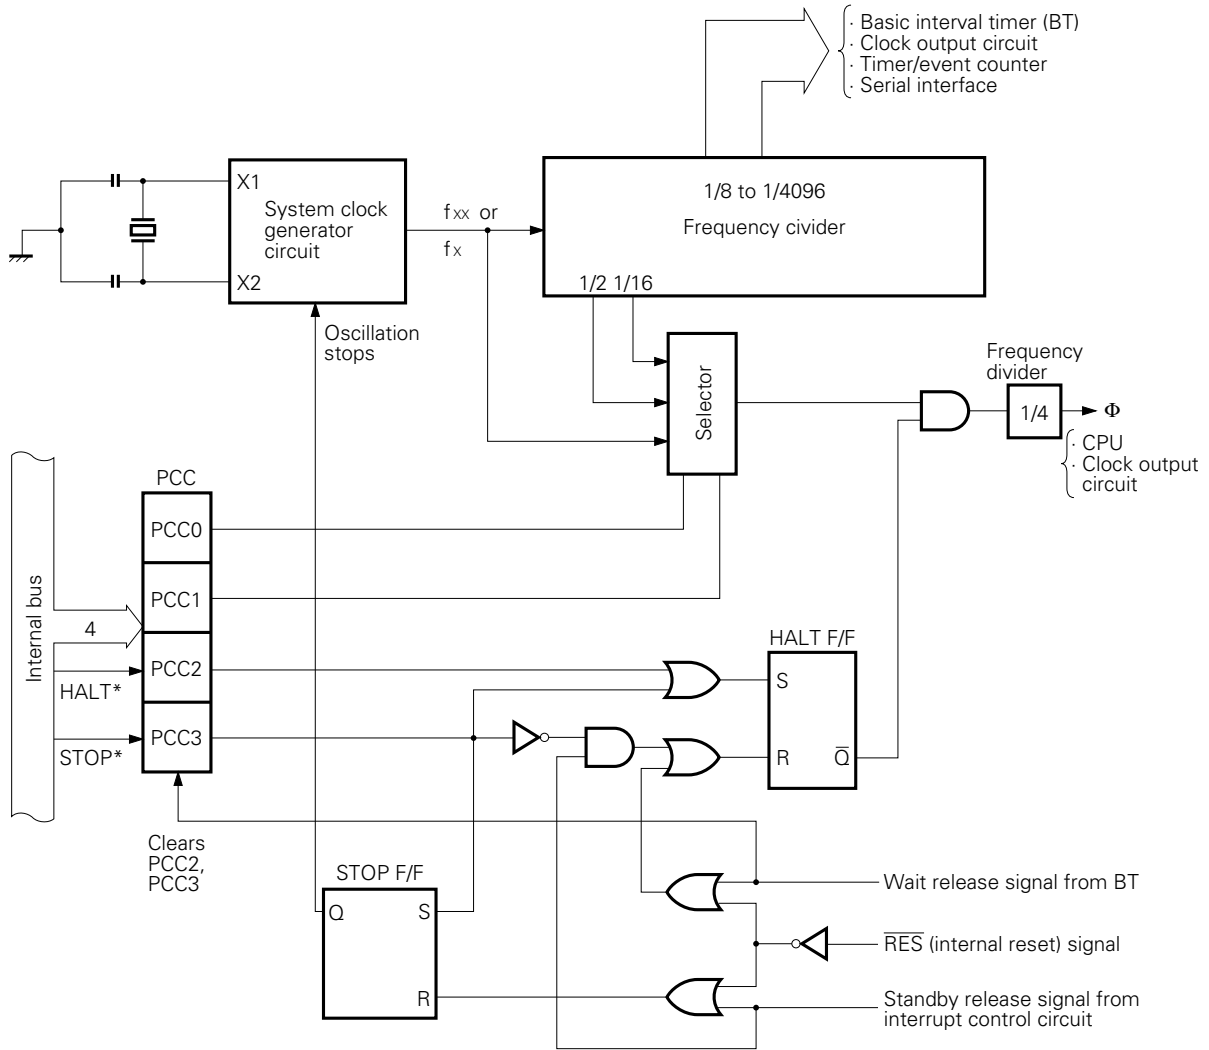 · Basic interval timer (BT)
· Clock output circuit
· Timer/event counter
· Serial interface
X1
System clock
generator
circuit
X2
fXX or
fX
1/8 to 1/4096
Frequency civider
1/2 1/16
Oscillation
stops
Selector
Frequency
divider
1/4
Φ
· CPU
· Clock output
circuit
PCC
PCC0
PCC1
PCC2
PCC3
Internal bus
4
HALT*
STOP*
HALT F/F
S
R
Q̅
Clears
PCC2,
PCC3
STOP F/F
Q
S
R
Wait release signal from BT
R̅E̅S̅ (internal reset) signal
Standby release signal from
interrupt control circuit